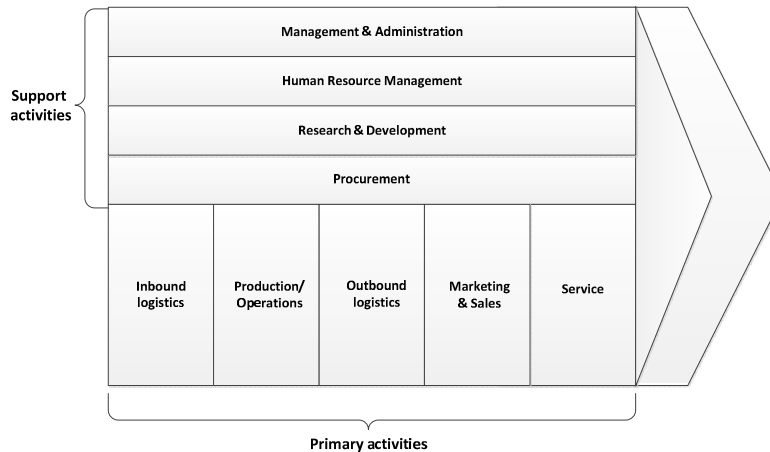 Management & Administration
Human Resource Management
Support
activities
Research & Development
Procurement
Inbound
logistics
Production/
Operations
Outbound
logistics
Marketing
& Sales
Service
Primary activities